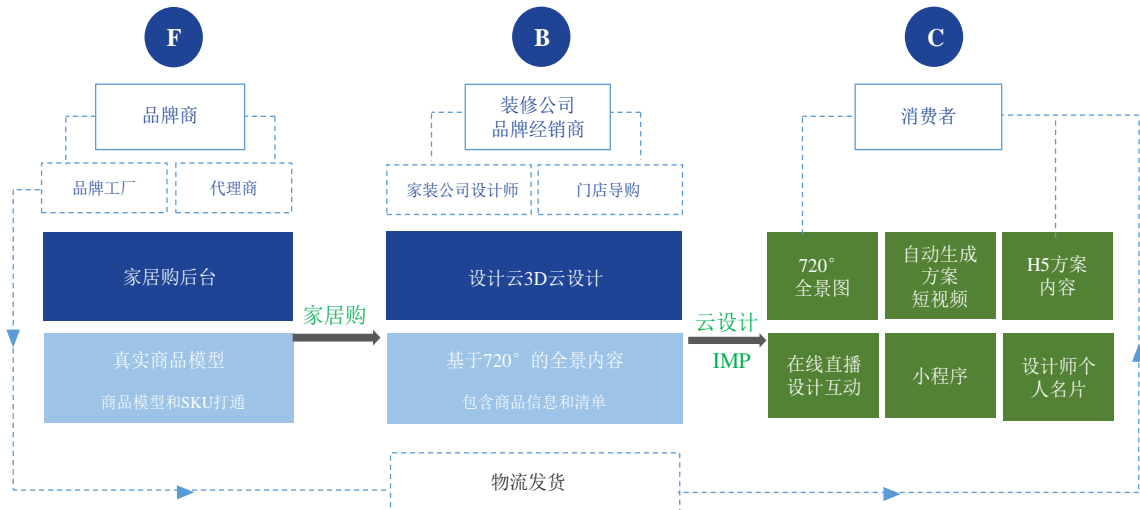 F
B
C
品牌商
装修公司
品牌经销商
消费者
品牌工厂
代理商
家装公司设计师
门店导购
家居购后台
设计云3D云设计
720°
全景图
自动生成
方案
短视频
H5方案
内容
家居购
云设计
IMP
真实商品模型
商品模型和SKU打通
基于720°的全景内容
包含商品信息和清单
在线直播
设计互动
小程序
设计师个
人名片
物流发货